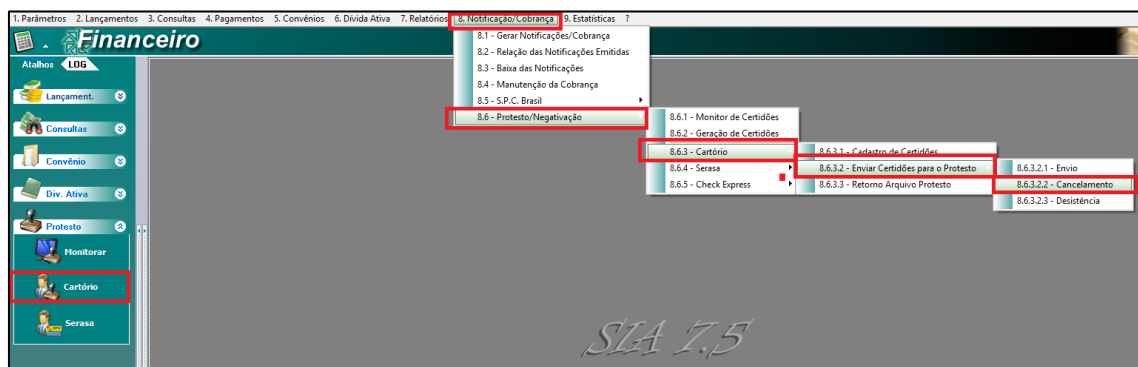 1. Parâmetros 2. Lançamentos 3. Consultas 4. Pagamentos 5. Convênios 6. Dívida Ativa 7. Relatórios 8. Notificação/Cobrança 9. Estatísticas ?
Financeiro
Atalhos LOG
Lançament.
Consultas
Convênio
Div. Ativa
Protesto
Monitorar
Cartório
Serasa
8.1 - Gerar Notificações/Cobrança
8.2 - Relação das Notificações Emitidas
8.3 - Baixa das Notificações
8.4 - Manutenção da Cobrança
8.5 - S.P.C. Brasil
8.6 - Protesto/Negativação
8.6.1 - Monitor de Certidões
8.6.2 - Geração de Certidões
8.6.3 - Cartório
8.6.4 - Serasa
8.6.5 - Check Express
8.6.3.1 - Cadastro de Certidões
8.6.3.2 - Enviar Certidões para o Protesto
8.6.3.3 - Retorno Arquivo Protesto
8.6.3.2.1 - Envio
8.6.3.2.2 - Cancelamento
8.6.3.2.3 - Desistência
SIA 7.5